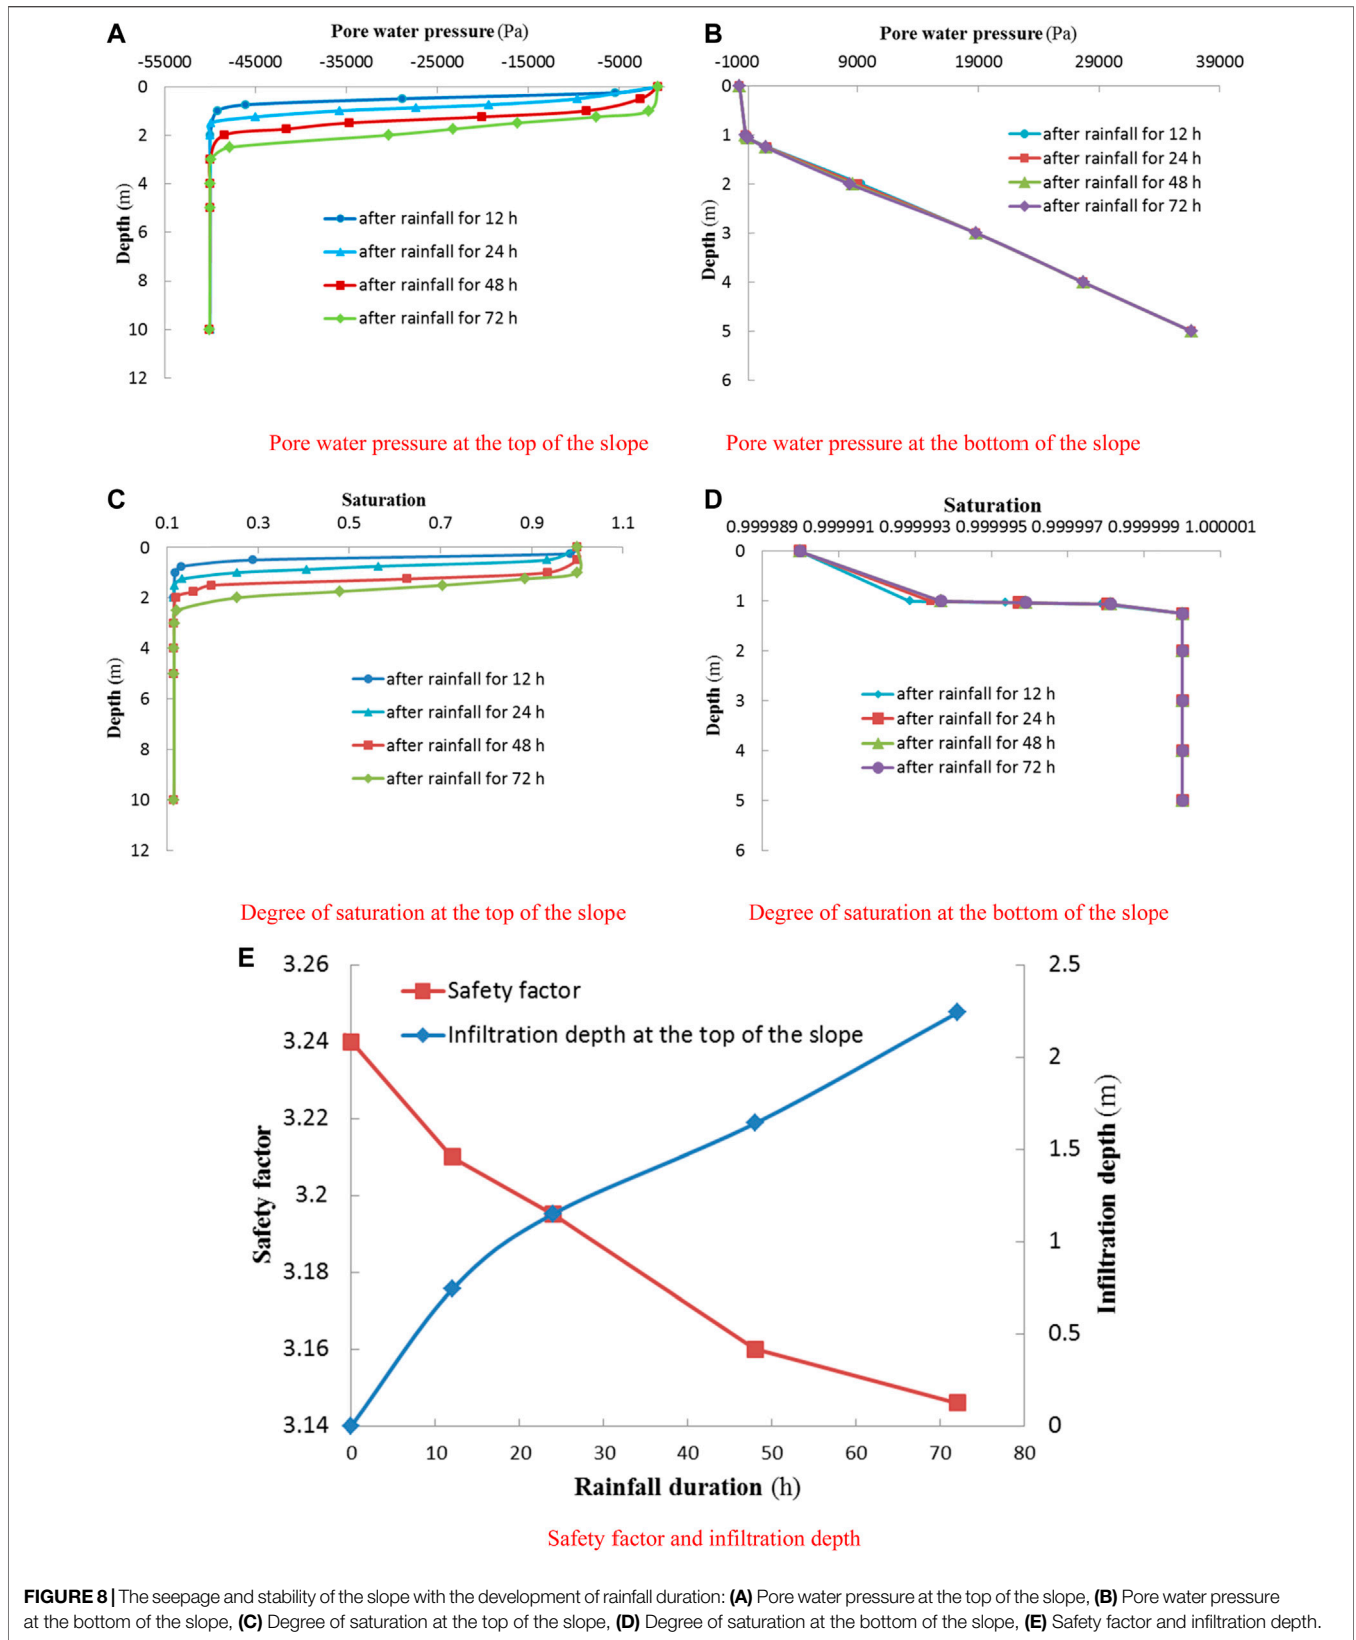 A
Pore water pressure (Pa)
-55000 -45000 -35000 -25000 -15000 -5000
0
2
4
6
8
10
12
Depth (m)
after rainfall for 12 h
after rainfall for 24 h
after rainfall for 48 h
after rainfall for 72 h
Pore water pressure at the top of the slope
B
Pore water pressure (Pa)
-1000 9000 19000 29000 39000
0
1
2
3
4
5
6
Depth (m)
after rainfall for 12 h
after rainfall for 24 h
after rainfall for 48 h
after rainfall for 72 h
Pore water pressure at the bottom of the slope
C
Saturation
0.1 0.3 0.5 0.7 0.9 1.1
0
2
4
6
8
10
12
Depth (m)
after rainfall for 12 h
after rainfall for 24 h
after rainfall for 48 h
after rainfall for 72 h
Degree of saturation at the top of the slope
D
Saturation
0.9999989 0.9999991 0.9999993 0.9999995 0.9999997 0.9999999 1.0000001
0
1
2
3
4
5
6
Depth (m)
after rainfall for 12 h
after rainfall for 24 h
after rainfall for 48 h
after rainfall for 72 h
Degree of saturation at the bottom of the slope
E
3.26
3.24
3.22
3.2
3.18
3.16
3.14
Safety factor
Safety factor
Infiltration depth at the top of the slope
2.5
2
1.5
1
0.5
0
Infiltration depth (m)
0 10 20 30 40 50 60 70 80
Rainfall duration (h)
Safety factor and infiltration depth
FIGURE 8 | The seepage and stability of the slope with the development of rainfall duration: (A) Pore water pressure at the top of the slope, (B) Pore water pressure
at the bottom of the slope, (C) Degree of saturation at the top of the slope, (D) Degree of saturation at the bottom of the slope, (E) Safety factor and infiltration depth.